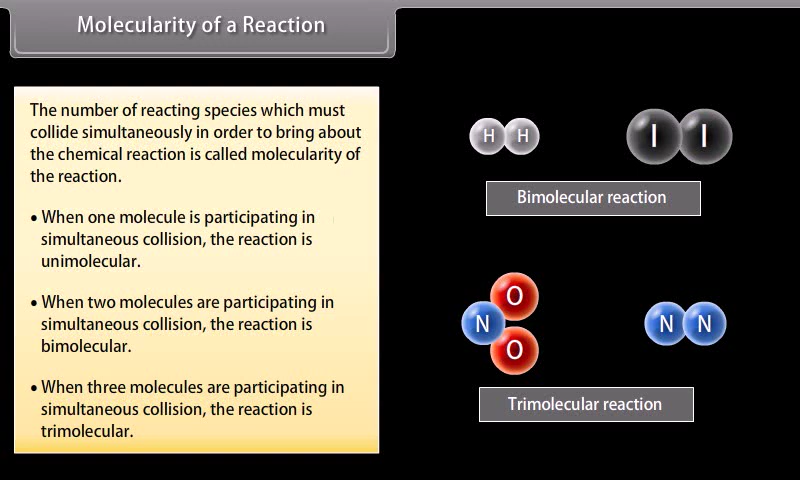 Molecularity of a Reaction
The number of reacting species which must
collide simultaneously in order to bring about
the chemical reaction is called molecularity of
the reaction.
• When one molecule is participating in
simultaneous collision, the reaction is
unimolecular.
• When two molecules are participating in
simultaneous collision, the reaction is
bimolecular.
• When three molecules are participating in
simultaneous collision, the reaction is
trimolecular.
H H I I
Bimolecular reaction
O
N N N
O
Trimolecular reaction